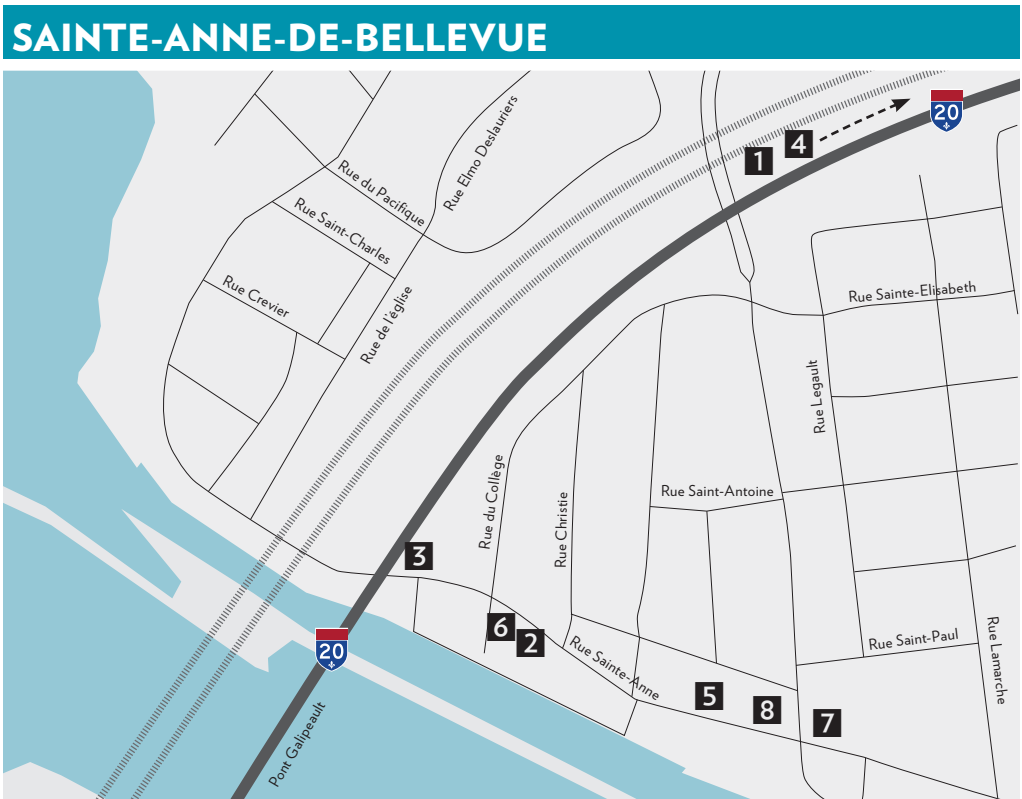 SAINTE-ANNE-DE-BELLEVUE
20
4
1
Rue Elmo Deslauriers
Rue du Pacifique
Rue Saint-Charles
Rue Crevier
Rue de l'église
Rue Sainte-Elisabeth
Rue Legault
Rue du Collège
Rue Christie
Rue Saint-Antoine
3
6
2
20
Rue Sainte-Anne
Rue Saint-Paul
Rue Lamarche
5
8
7
Pont Galipeault